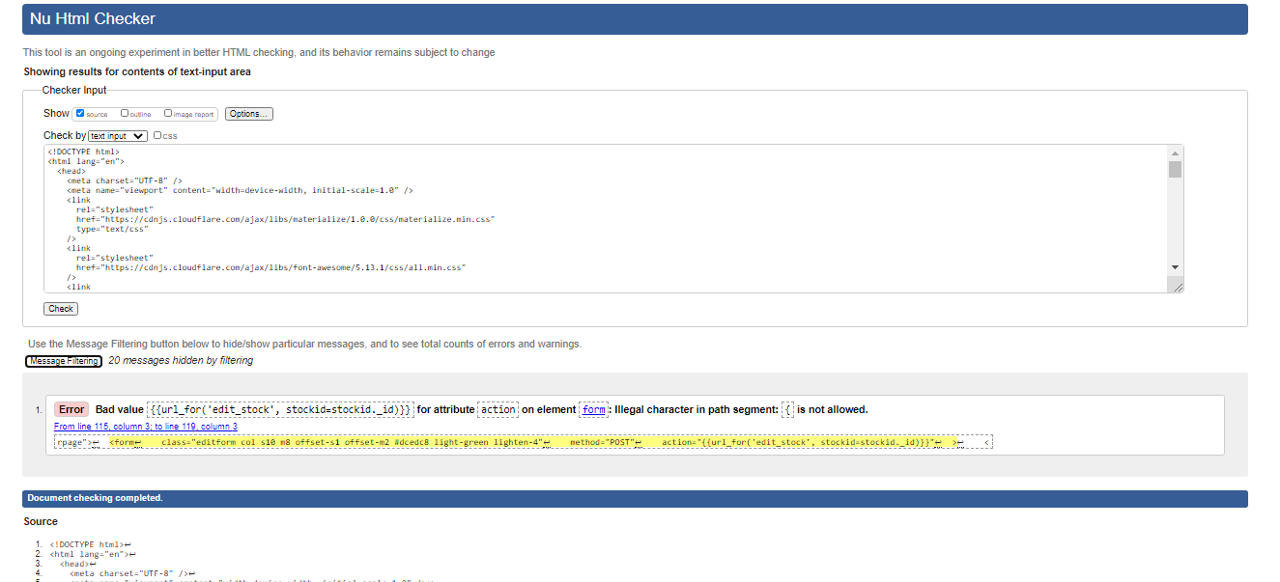 Nu Html Checker
This tool is an ongoing experiment in better HTML checking, and its behavior remains subject to change
Showing results for contents of text-input area
Checker Input
Show source outline image report Options...
Check by text input css
<!DOCTYPE html>
<html lang="en">
<head>
<meta charset="UTF-8" />
<meta name="viewport" content="width=device-width, initial-scale=1.0" />
<link
rel="stylesheet"
href="https://cdnjs.cloudflare.com/ajax/libs/materialize/1.0.0/css/materialize.min.css"
type="text/css"
/>
<link
rel="stylesheet"
href="https://cdnjs.cloudflare.com/ajax/libs/font-awesome/5.13.1/css/all.min.css"
/>
<link
Check
Use the Message Filtering button below to hide/show particular messages, and to see total counts of errors and warnings.
Message Filtering 20 messages hidden by filtering
1. Error Bad value {{url_for('edit_stock', stockid=stockid._id)}} for attribute action on element form: Illegal character in path segment: { is not allowed.
From line 115, column 3; to line 119, column 3
rpage">↩ <form↩ class="editform col s10 m8 offset-s1 offset-m2 #dcedc8 light-green lighten-4"↩ method="POST"↩ action="{{url_for('edit_stock', stockid=stockid._id)}}"↩ >↩ <
Document checking completed.
Source
1. <!DOCTYPE html>↩
2. <html lang="en">↩
3. <head>↩
4. <meta charset="UTF-8" />↩